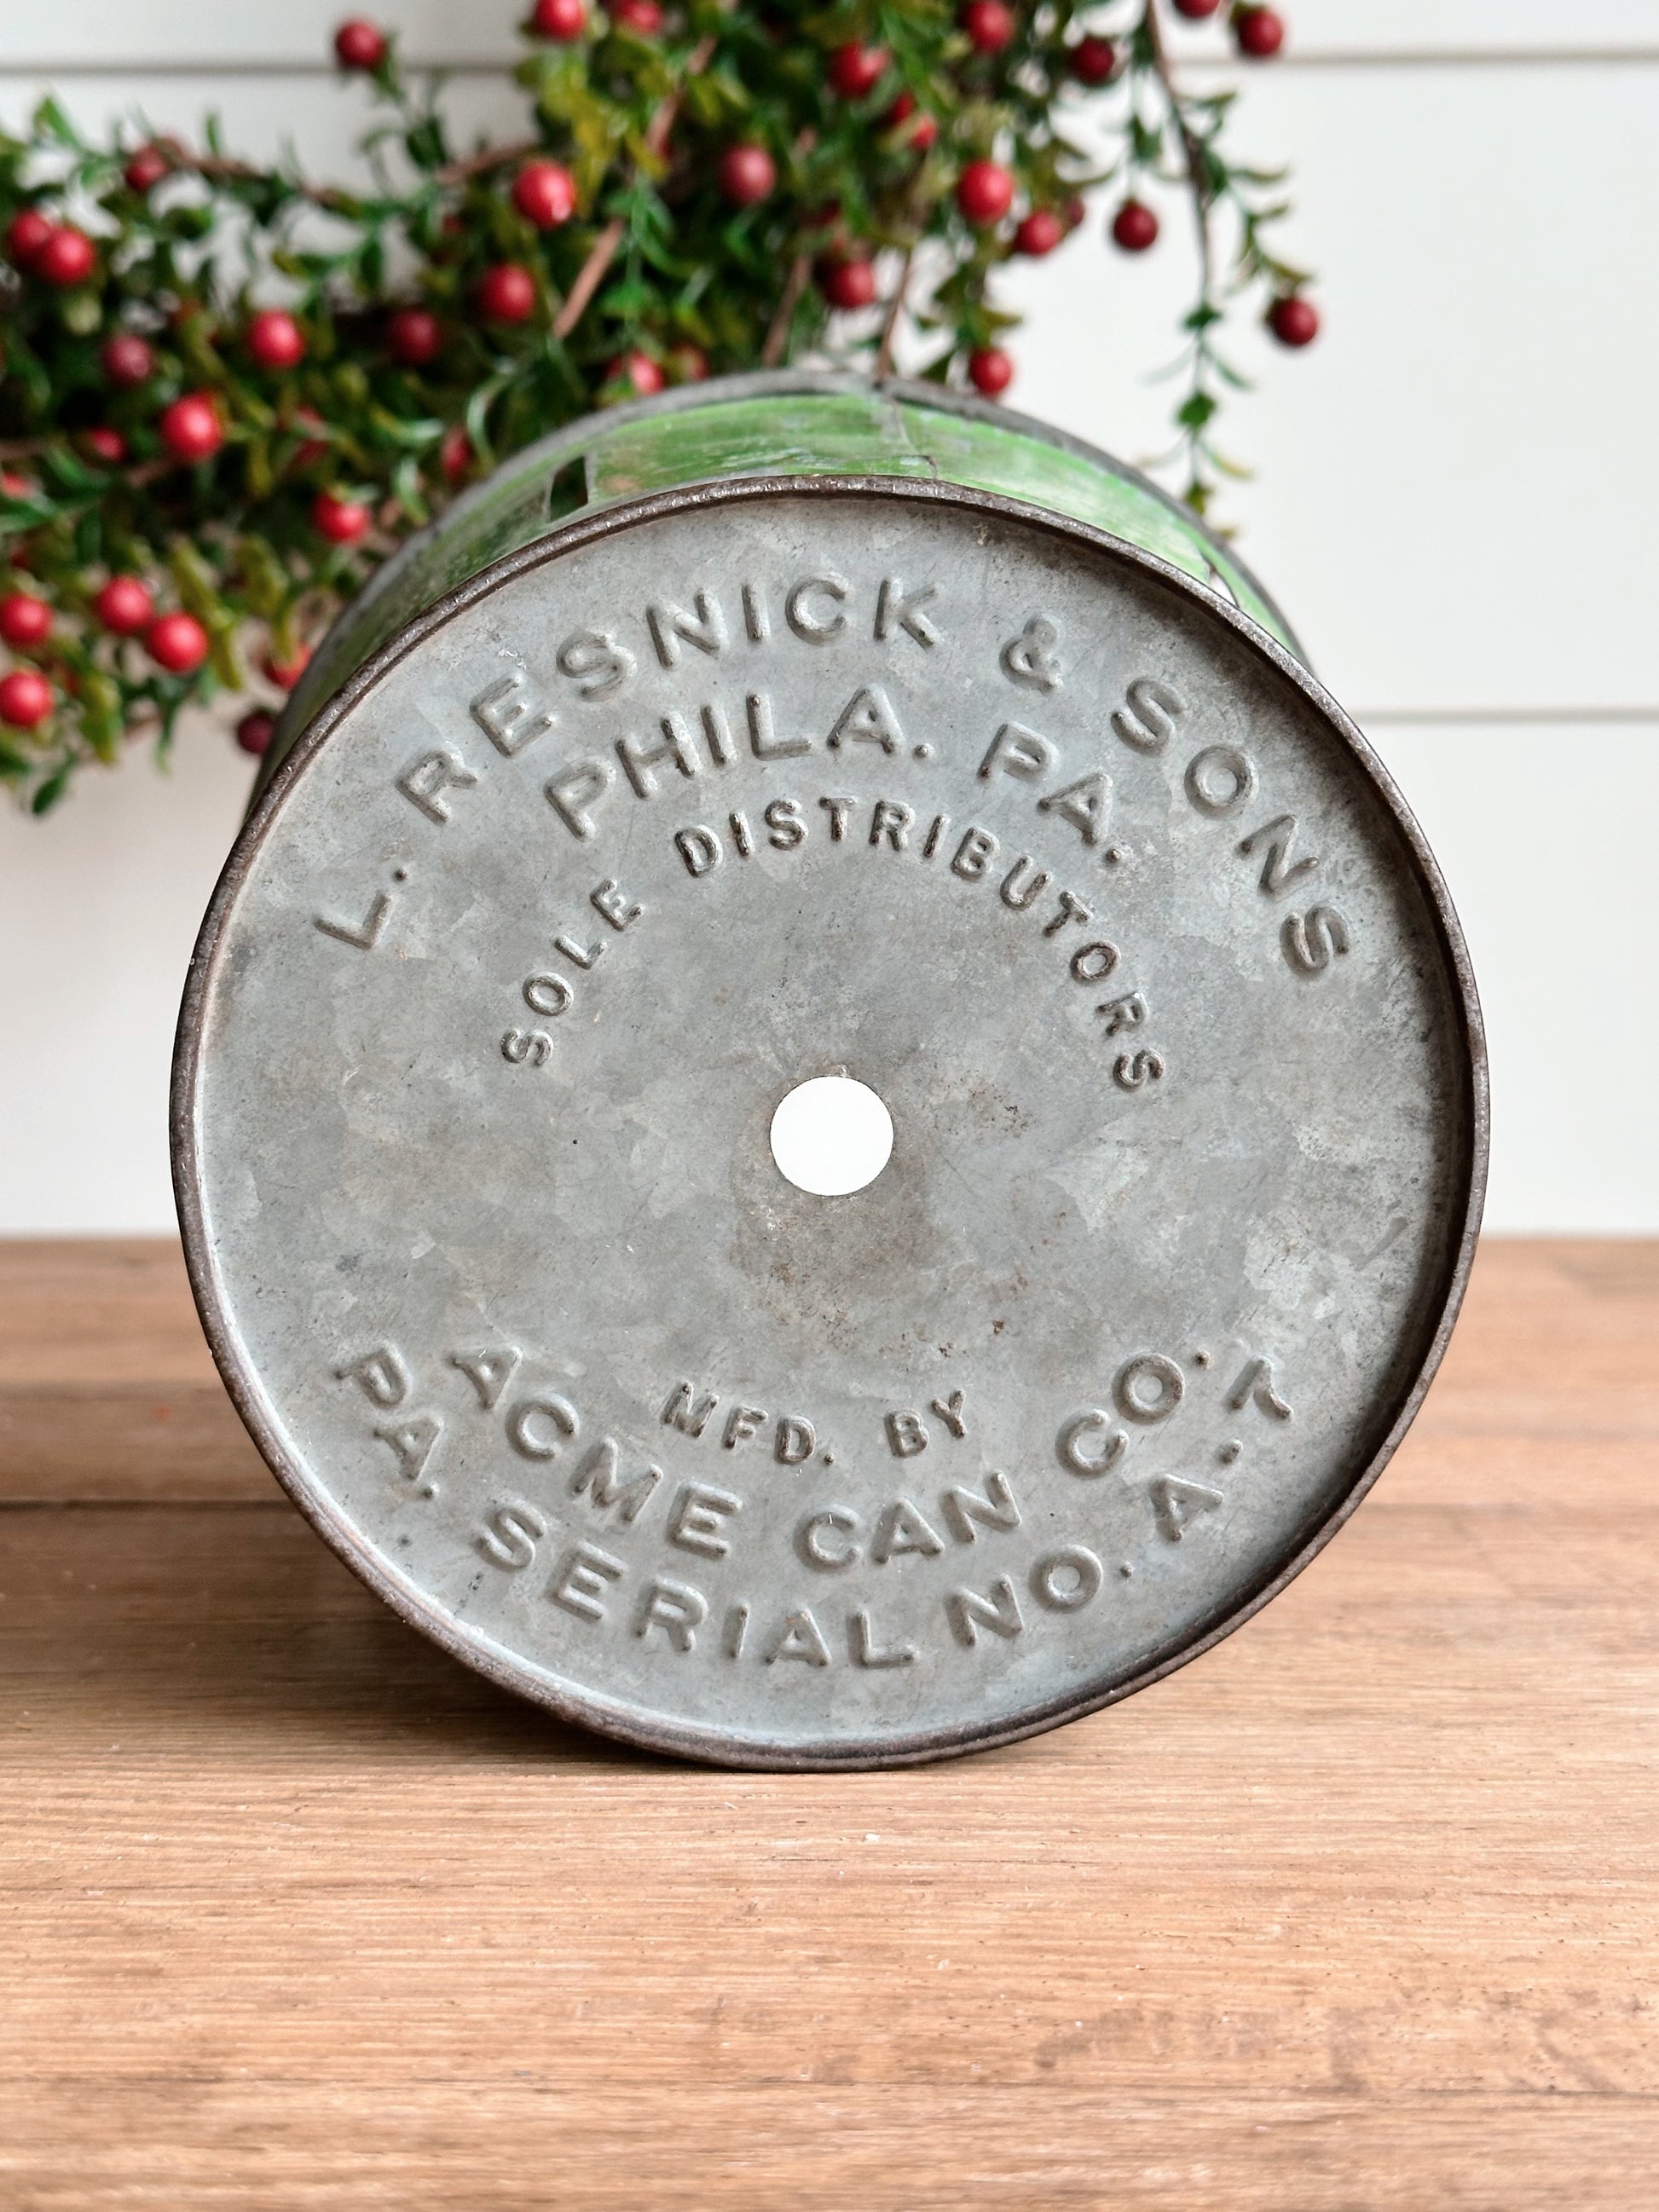 L. RESNICK & SONS
PHILA. PA.
SOLE DISTRIBUTORS
MFD. BY
ACME CAN CO.
PA. SERIAL NO. A-7